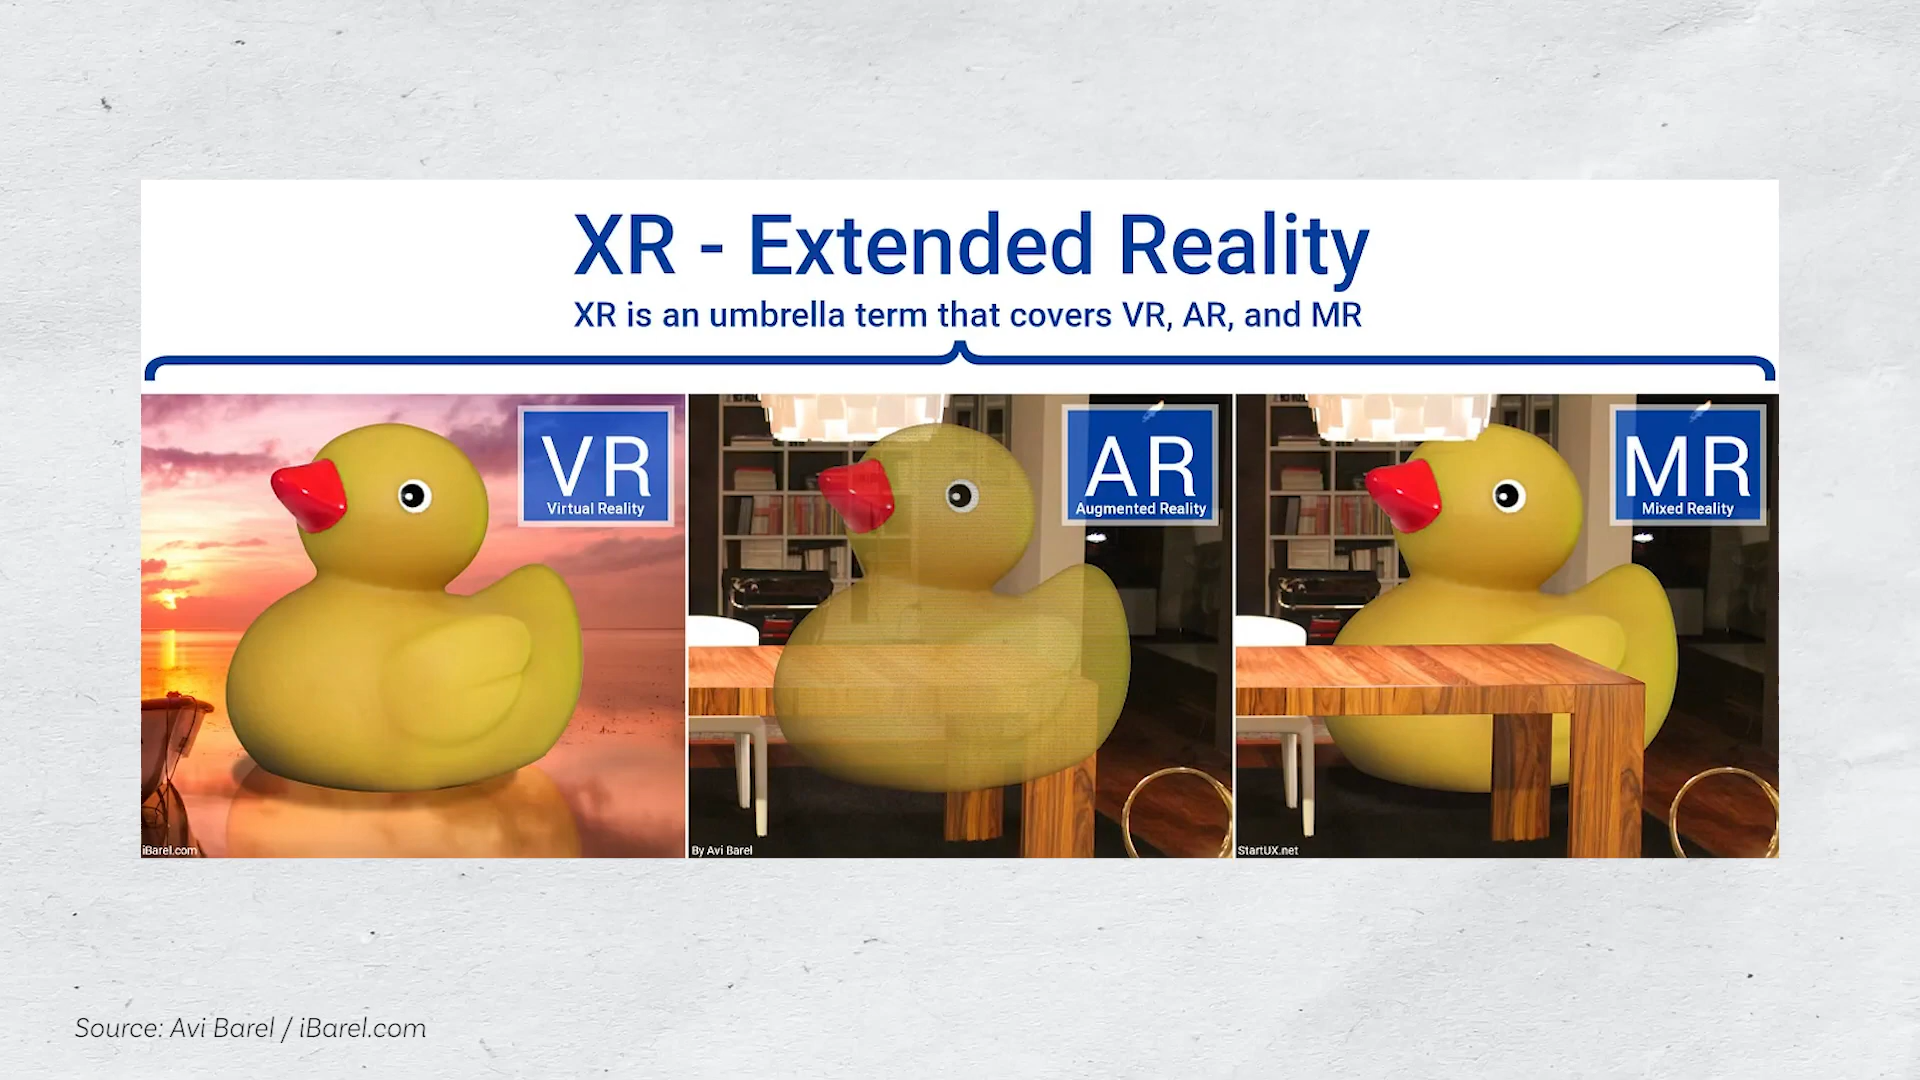 XR - Extended Reality
XR is an umbrella term that covers VR, AR, and MR
VR
Virtual Reality
AR
Augmented Reality
MR
Mixed Reality
iBarel.com
By Avi Barel
StartUX.net
Source: Avi Barel / iBarel.com